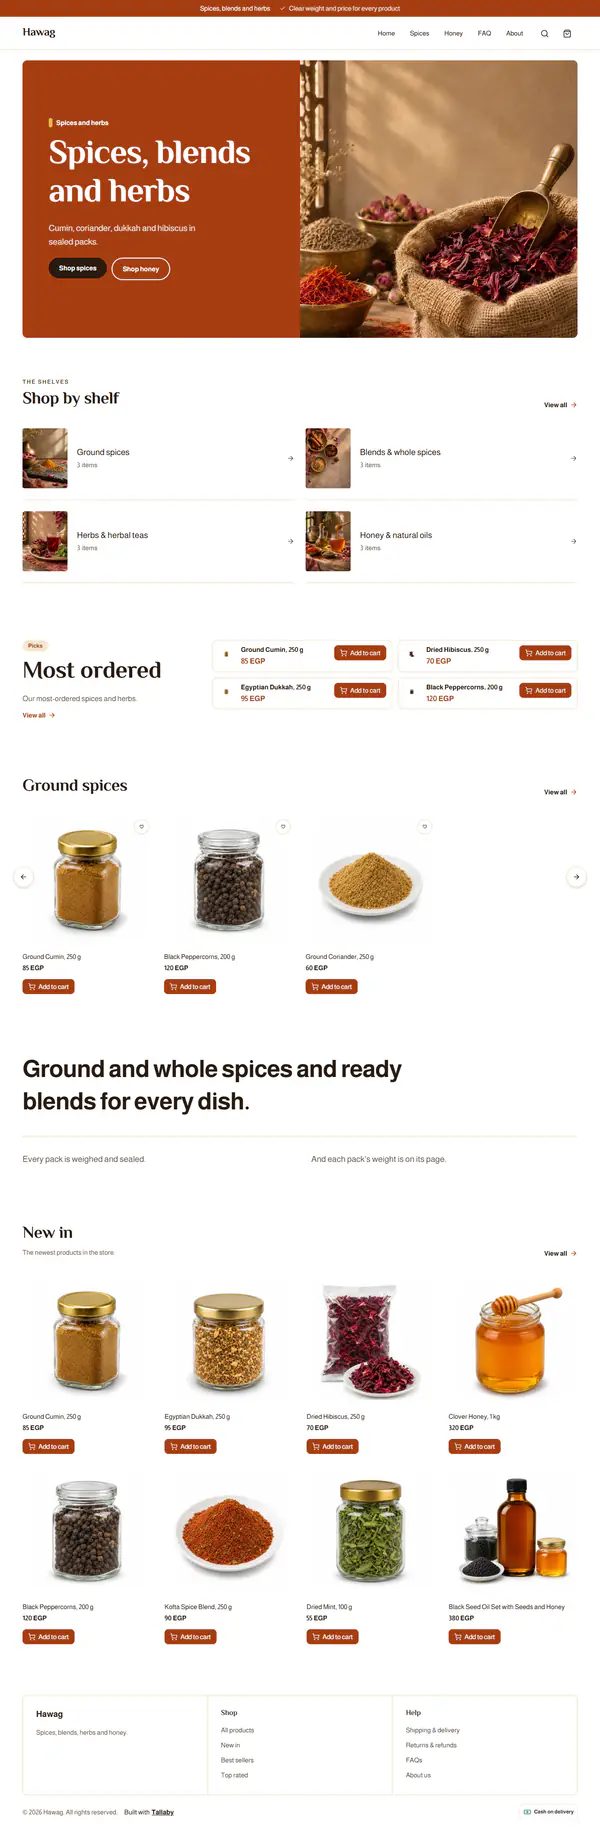 Spices, blends and herbs ✓ Clear weight and price for every product
Hawag
Home Spices Honey FAQ About
Spices and herbs
Spices, blends
and herbs
Cumin, coriander, dukkah and hibiscus in
sealed packs.
Shop spices Shop honey
THE SHELVES
Shop by shelf
View all →
Ground spices
3 items
Blends & whole spices
3 items
Herbs & herbal teas
3 items
Honey & natural oils
3 items
Picks
Most ordered
Our most-ordered spices and herbs.
View all →
Ground Cumin, 250 g
85 EGP
Add to cart
Dried Hibiscus, 250 g
70 EGP
Add to cart
Egyptian Dukkah, 250 g
95 EGP
Add to cart
Black Peppercorns, 200 g
120 EGP
Add to cart
Ground spices
View all →
Ground Cumin, 250 g
85 EGP
Add to cart
Black Peppercorns, 200 g
120 EGP
Add to cart
Ground Coriander, 250 g
60 EGP
Add to cart
Ground and whole spices and ready
blends for every dish.
Every pack is weighed and sealed.
And each pack's weight is on its page.
New in
The newest products in the store.
View all →
Ground Cumin, 250 g
85 EGP
Add to cart
Egyptian Dukkah, 250 g
95 EGP
Add to cart
Dried Hibiscus, 250 g
70 EGP
Add to cart
Clover Honey, 1 kg
320 EGP
Add to cart
Black Peppercorns, 200 g
120 EGP
Add to cart
Kofta Spice Blend, 250 g
90 EGP
Add to cart
Dried Mint, 100 g
55 EGP
Add to cart
Black Seed Oil Set with Seeds and Honey
380 EGP
Add to cart
Hawag
Spices, blends, herbs and honey.
Shop
All products
New in
Best sellers
Top rated
Help
Shipping & delivery
Returns & refunds
FAQs
About us
© 2026 Hawag. All rights reserved. Built with Tallaby
Cash on delivery